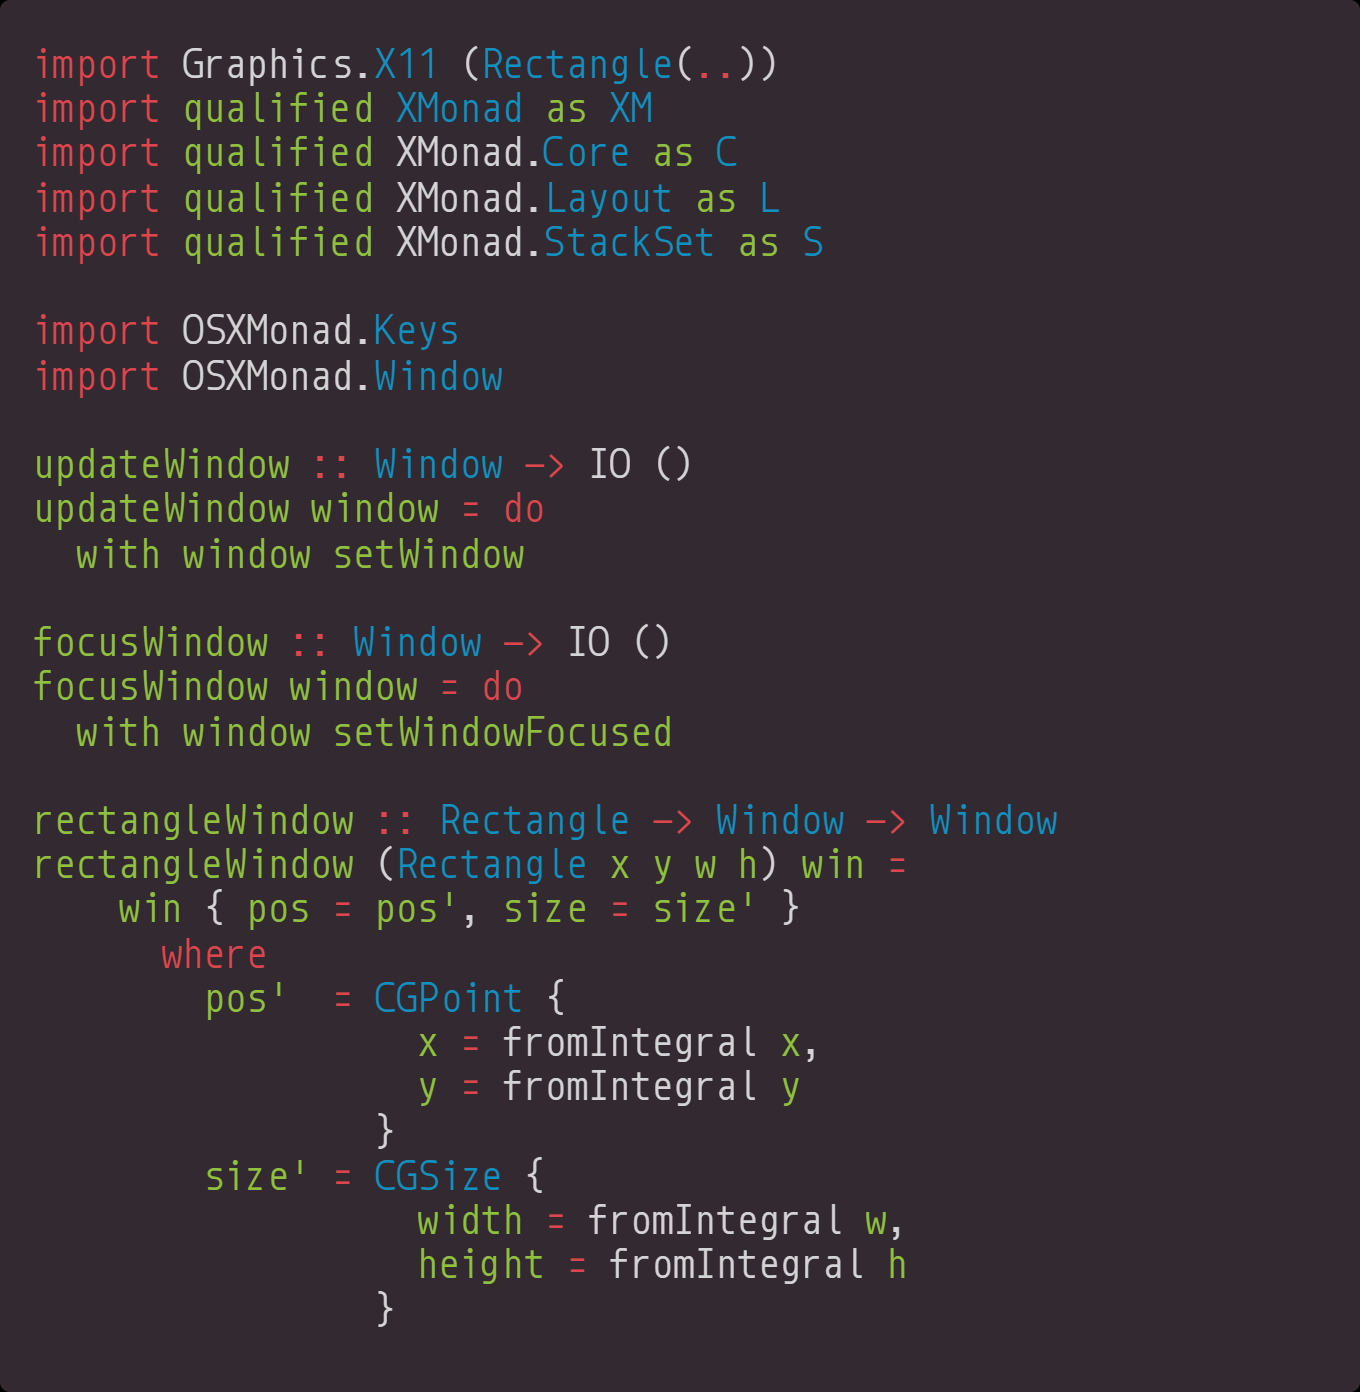 import Graphics.X11 (Rectangle(..))
import qualified XMonad as XM
import qualified XMonad.Core as C
import qualified XMonad.Layout as L
import qualified XMonad.StackSet as S

import OSXMonad.Keys
import OSXMonad.Window

updateWindow :: Window -> IO ()
updateWindow window = do
  with window setWindow

focusWindow :: Window -> IO ()
focusWindow window = do
  with window setWindowFocused

rectangleWindow :: Rectangle -> Window -> Window
rectangleWindow (Rectangle x y w h) win =
    win { pos = pos', size = size' }
      where
        pos'  = CGPoint {
                  x = fromIntegral x,
                  y = fromIntegral y
                }
        size' = CGSize {
                  width = fromIntegral w,
                  height = fromIntegral h
                }